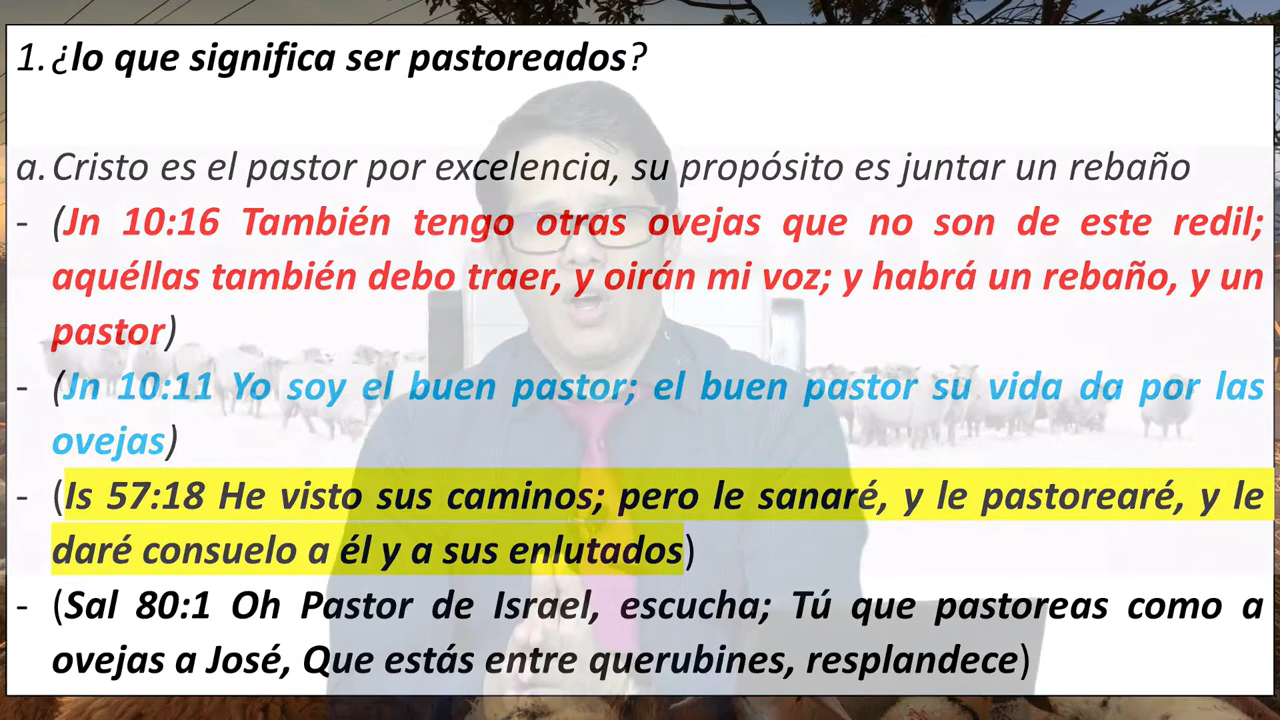 1. ¿lo que significa ser pastoreados?
a. Cristo es el pastor por excelencia, su propósito es juntar un rebaño
- (Jn 10:16 También tengo otras ovejas que no son de este redil;
aquéllas también debo traer, y oirán mi voz; y habrá un rebaño, y un
pastor)
- (Jn 10:11 Yo soy el buen pastor; el buen pastor su vida da por las
ovejas)
- (Is 57:18 He visto sus caminos; pero le sanaré, y le pastorearé, y le
daré consuelo a él y a sus enlutados)
- (Sal 80:1 Oh Pastor de Israel, escucha; Tú que pastoreas como a
ovejas a José, Que estás entre querubines, resplandece)